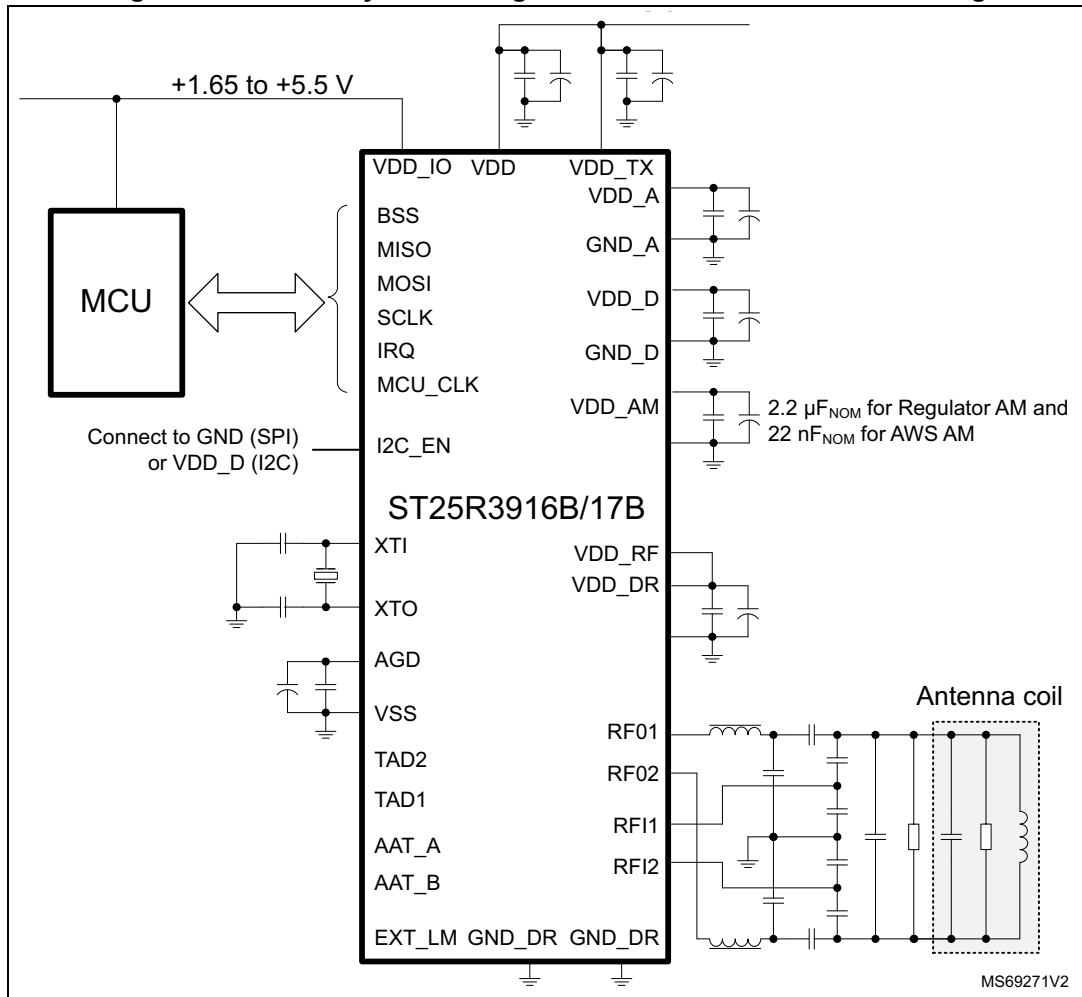 +1.65 to +5.5 V
VDD_IO VDD VDD_TX
VDD_A
BSS
GND_A
MISO
MOSI
VDD_D
MCU
SCLK
IRQ
GND_D
MCU_CLK
VDD_AM
2.2 µFNOM for Regulator AM and
22 nFNOM for AWS AM
Connect to GND (SPI)
or VDD_D (I2C)
I2C_EN
ST25R3916B/17B
XTI
VDD_RF
VDD_DR
XTO
AGD
VSS
Antenna coil
RF01
TAD2
RF02
TAD1
RFI1
AAT_A
RFI2
AAT_B
EXT_LM GND_DR GND_DR
MS69271V2